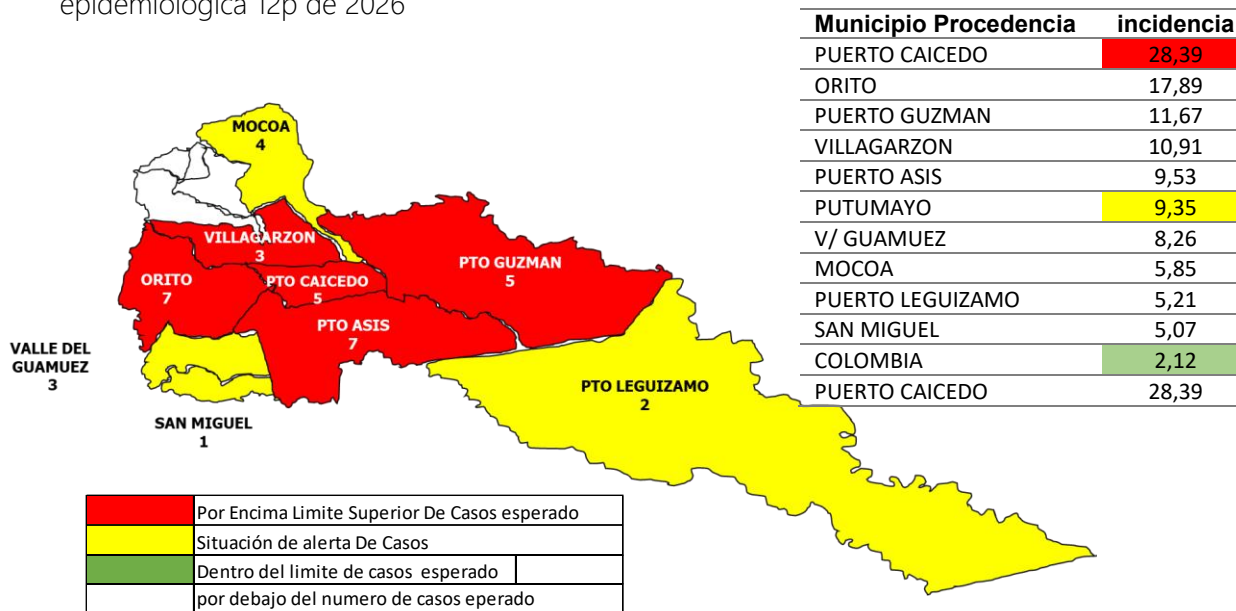 epidemiológica 12p de 2026
Municipio Procedencia incidencia
PUERTO CAICEDO 28,39
ORITO 17,89
PUERTO GUZMAN 11,67
VILLAGARZON 10,91
PUERTO ASIS 9,53
PUTUMAYO 9,35
V/ GUAMUEZ 8,26
MOCOA 5,85
PUERTO LEGUIZAMO 5,21
SAN MIGUEL 5,07
COLOMBIA 2,12
PUERTO CAICEDO 28,39
MOCOA
4
VILLAGARZON
3
PTO GUZMAN
5
ORITO
7
PTO CAICEDO
5
PTO ASIS
7
VALLE DEL
GUAMUEZ
3
PTO LEGUIZAMO
2
SAN MIGUEL
1
Por Encima Limite Superior De Casos esperado
Situación de alerta De Casos
Dentro del limite de casos esperado
por debajo del numero de casos eperado